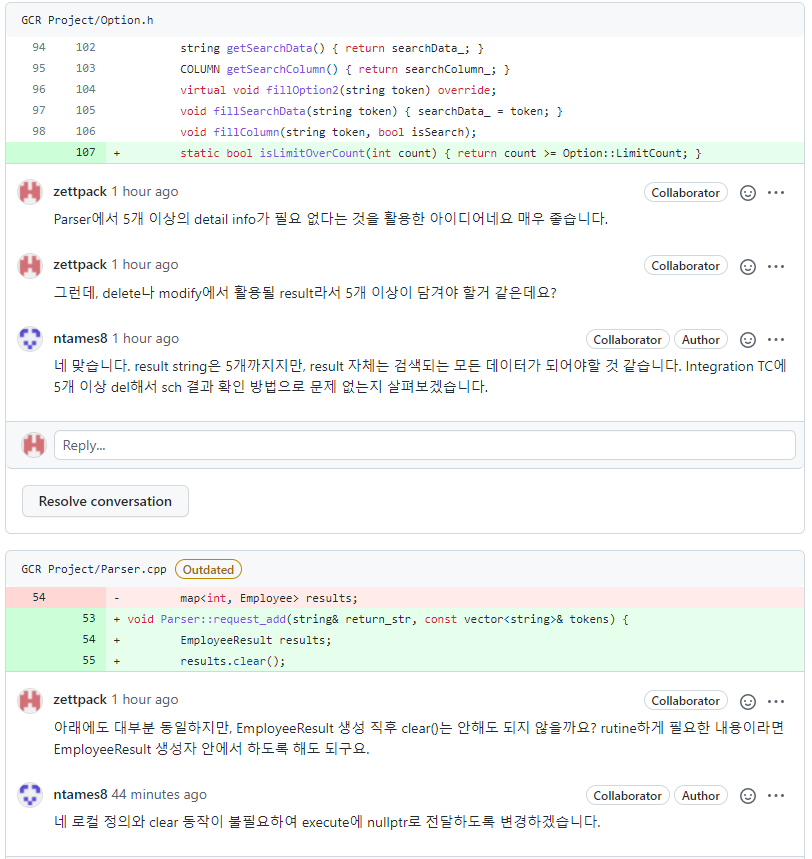 GCR Project/Option.h
94 102 string getSearchData() { return searchData_; }
95 103 COLUMN getSearchColumn() { return searchColumn_; }
96 104 virtual void fillOption2(string token) override;
97 105 void fillSearchData(string token) { searchData_ = token; }
98 106 void fillColumn(string token, bool isSearch);
107 + static bool isLimitOverCount(int count) { return count >= Option::LimitCount; }
zettpack 1 hour ago Collaborator
Parser에서 5개 이상의 detail info가 필요 없다는 것을 활용한 아이디어네요 매우 좋습니다.
zettpack 1 hour ago Collaborator
그런데, delete나 modify에서 활용될 result라서 5개 이상이 담겨야 할거 같은데요?
ntames8 1 hour ago Collaborator Author
네 맞습니다. result string은 5개까지지만, result 자체는 검색되는 모든 데이터가 되어야할 것 같습니다. Integration TC에
5개 이상 del해서 sch 결과 확인 방법으로 문제 없는지 살펴보겠습니다.
Reply...
Resolve conversation
GCR Project/Parser.cpp Outdated
54 - map<int, Employee> results;
53 + void Parser::request_add(string& return_str, const vector<string>& tokens) {
54 + EmployeeResult results;
55 + results.clear();
zettpack 1 hour ago Collaborator
아래에도 대부분 동일하지만, EmployeeResult 생성 직후 clear()는 안해도 되지 않을까요? rutine하게 필요한 내용이라면
EmployeeResult 생성자 안에서 하도록 해도 되구요.
ntames8 44 minutes ago Collaborator Author
네 로컬 정의와 clear 동작이 불필요하여 execute에 nullptr로 전달하도록 변경하겠습니다.